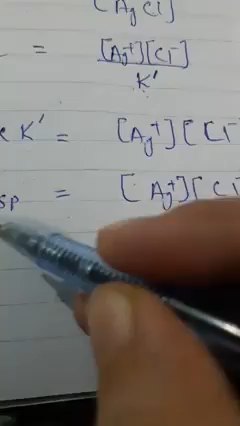 [AgCl]
= [Ag+][Cl-] / K'
K' = [Ag+][Cl-
SP = [Ag+][Cl